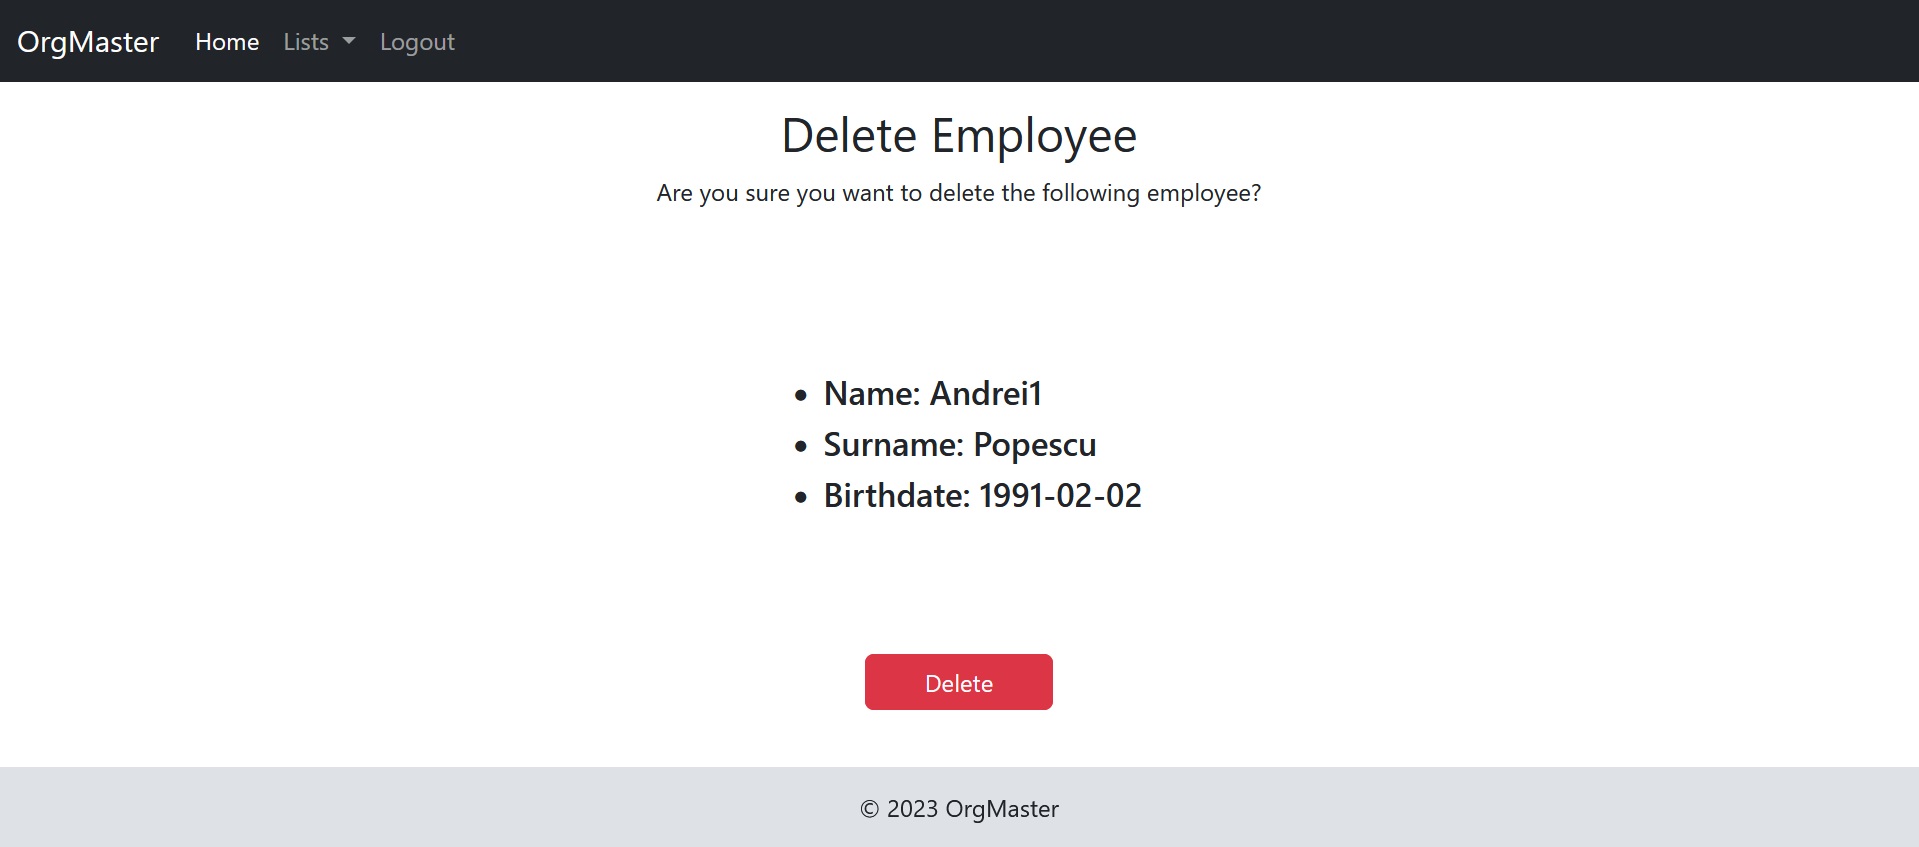 OrgMaster Home Lists Logout
Delete Employee
Are you sure you want to delete the following employee?
• Name: Andrei1
• Surname: Popescu
• Birthdate: 1991-02-02
Delete
© 2023 OrgMaster